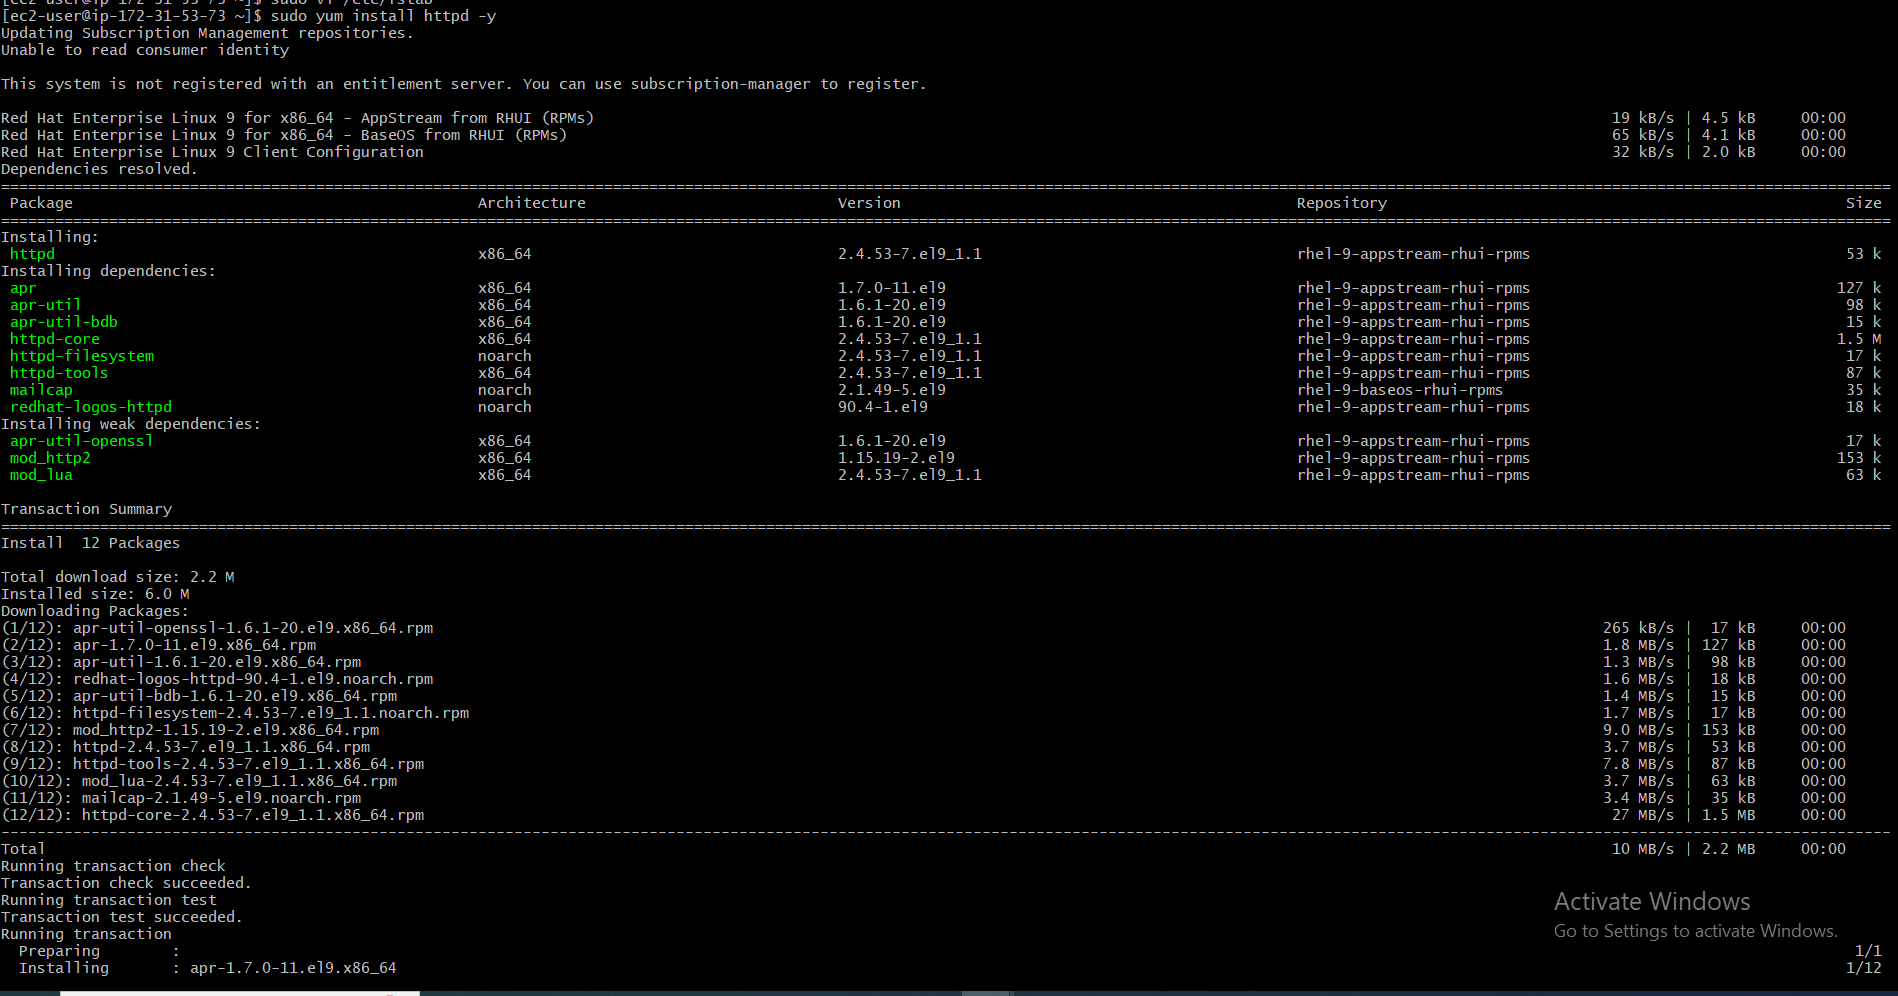 [ec2-user@ip-172-31-53-73 ~]$ sudo vi /etc/fstab
[ec2-user@ip-172-31-53-73 ~]$ sudo yum install httpd -y
Updating Subscription Management repositories.
Unable to read consumer identity
This system is not registered with an entitlement server. You can use subscription-manager to register.
Red Hat Enterprise Linux 9 for x86_64 - AppStream from RHUI (RPMs) 19 kB/s | 4.5 kB 00:00
Red Hat Enterprise Linux 9 for x86_64 - BaseOS from RHUI (RPMs) 65 kB/s | 4.1 kB 00:00
Red Hat Enterprise Linux 9 Client Configuration 32 kB/s | 2.0 kB 00:00
Dependencies resolved.
Package Architecture Version Repository Size
Installing:
httpd x86_64 2.4.53-7.el9_1.1 rhel-9-appstream-rhui-rpms 53 k
Installing dependencies:
apr x86_64 1.7.0-11.el9 rhel-9-appstream-rhui-rpms 127 k
apr-util x86_64 1.6.1-20.el9 rhel-9-appstream-rhui-rpms 98 k
apr-util-bdb x86_64 1.6.1-20.el9 rhel-9-appstream-rhui-rpms 15 k
httpd-core x86_64 2.4.53-7.el9_1.1 rhel-9-appstream-rhui-rpms 1.5 M
httpd-filesystem noarch 2.4.53-7.el9_1.1 rhel-9-appstream-rhui-rpms 17 k
httpd-tools x86_64 2.4.53-7.el9_1.1 rhel-9-appstream-rhui-rpms 87 k
mailcap noarch 2.1.49-5.el9 rhel-9-baseos-rhui-rpms 35 k
redhat-logos-httpd noarch 90.4-1.el9 rhel-9-appstream-rhui-rpms 18 k
Installing weak dependencies:
apr-util-openssl x86_64 1.6.1-20.el9 rhel-9-appstream-rhui-rpms 17 k
mod_http2 x86_64 1.15.19-2.el9 rhel-9-appstream-rhui-rpms 153 k
mod_lua x86_64 2.4.53-7.el9_1.1 rhel-9-appstream-rhui-rpms 63 k
Transaction Summary
Install 12 Packages
Total download size: 2.2 M
Installed size: 6.0 M
Downloading Packages:
(1/12): apr-util-openssl-1.6.1-20.el9.x86_64.rpm 265 kB/s | 17 kB 00:00
(2/12): apr-1.7.0-11.el9.x86_64.rpm 1.8 MB/s | 127 kB 00:00
(3/12): apr-util-1.6.1-20.el9.x86_64.rpm 1.3 MB/s | 98 kB 00:00
(4/12): redhat-logos-httpd-90.4-1.el9.noarch.rpm 1.6 MB/s | 18 kB 00:00
(5/12): apr-util-bdb-1.6.1-20.el9.x86_64.rpm 1.4 MB/s | 15 kB 00:00
(6/12): httpd-filesystem-2.4.53-7.el9_1.1.noarch.rpm 1.7 MB/s | 17 kB 00:00
(7/12): mod_http2-1.15.19-2.el9.x86_64.rpm 9.0 MB/s | 153 kB 00:00
(8/12): httpd-2.4.53-7.el9_1.1.x86_64.rpm 3.7 MB/s | 53 kB 00:00
(9/12): httpd-tools-2.4.53-7.el9_1.1.x86_64.rpm 7.8 MB/s | 87 kB 00:00
(10/12): mod_lua-2.4.53-7.el9_1.1.x86_64.rpm 3.7 MB/s | 63 kB 00:00
(11/12): mailcap-2.1.49-5.el9.noarch.rpm 3.4 MB/s | 35 kB 00:00
(12/12): httpd-core-2.4.53-7.el9_1.1.x86_64.rpm 27 MB/s | 1.5 MB 00:00
Total 10 MB/s | 2.2 MB 00:00
Running transaction check
Transaction check succeeded.
Running transaction test
Transaction test succeeded.
Running transaction
Preparing : 1/1
Installing : apr-1.7.0-11.el9.x86_64 1/12
Activate Windows
Go to Settings to activate Windows.